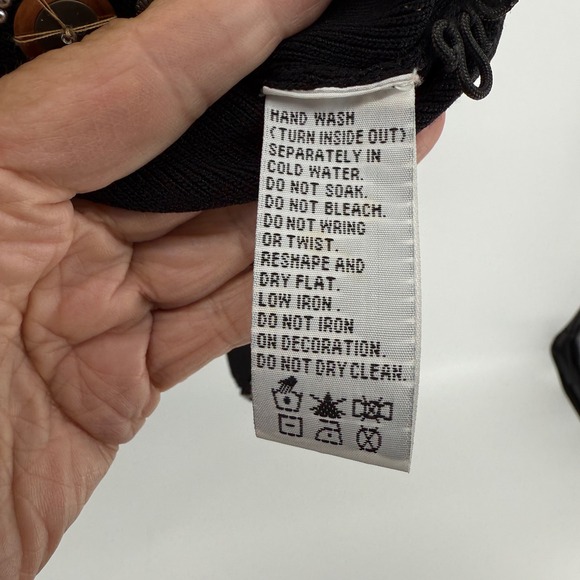 HAND WASH
(TURN INSIDE OUT)
SEPARATELY IN
COLD WATER.
DO NOT SOAK.
DO NOT BLEACH.
DO NOT WRING
OR TWIST.
RESHAPE AND
DRY FLAT.
LOW IRON.
DO NOT IRON
ON DECORATION.
DO NOT DRY CLEAN.